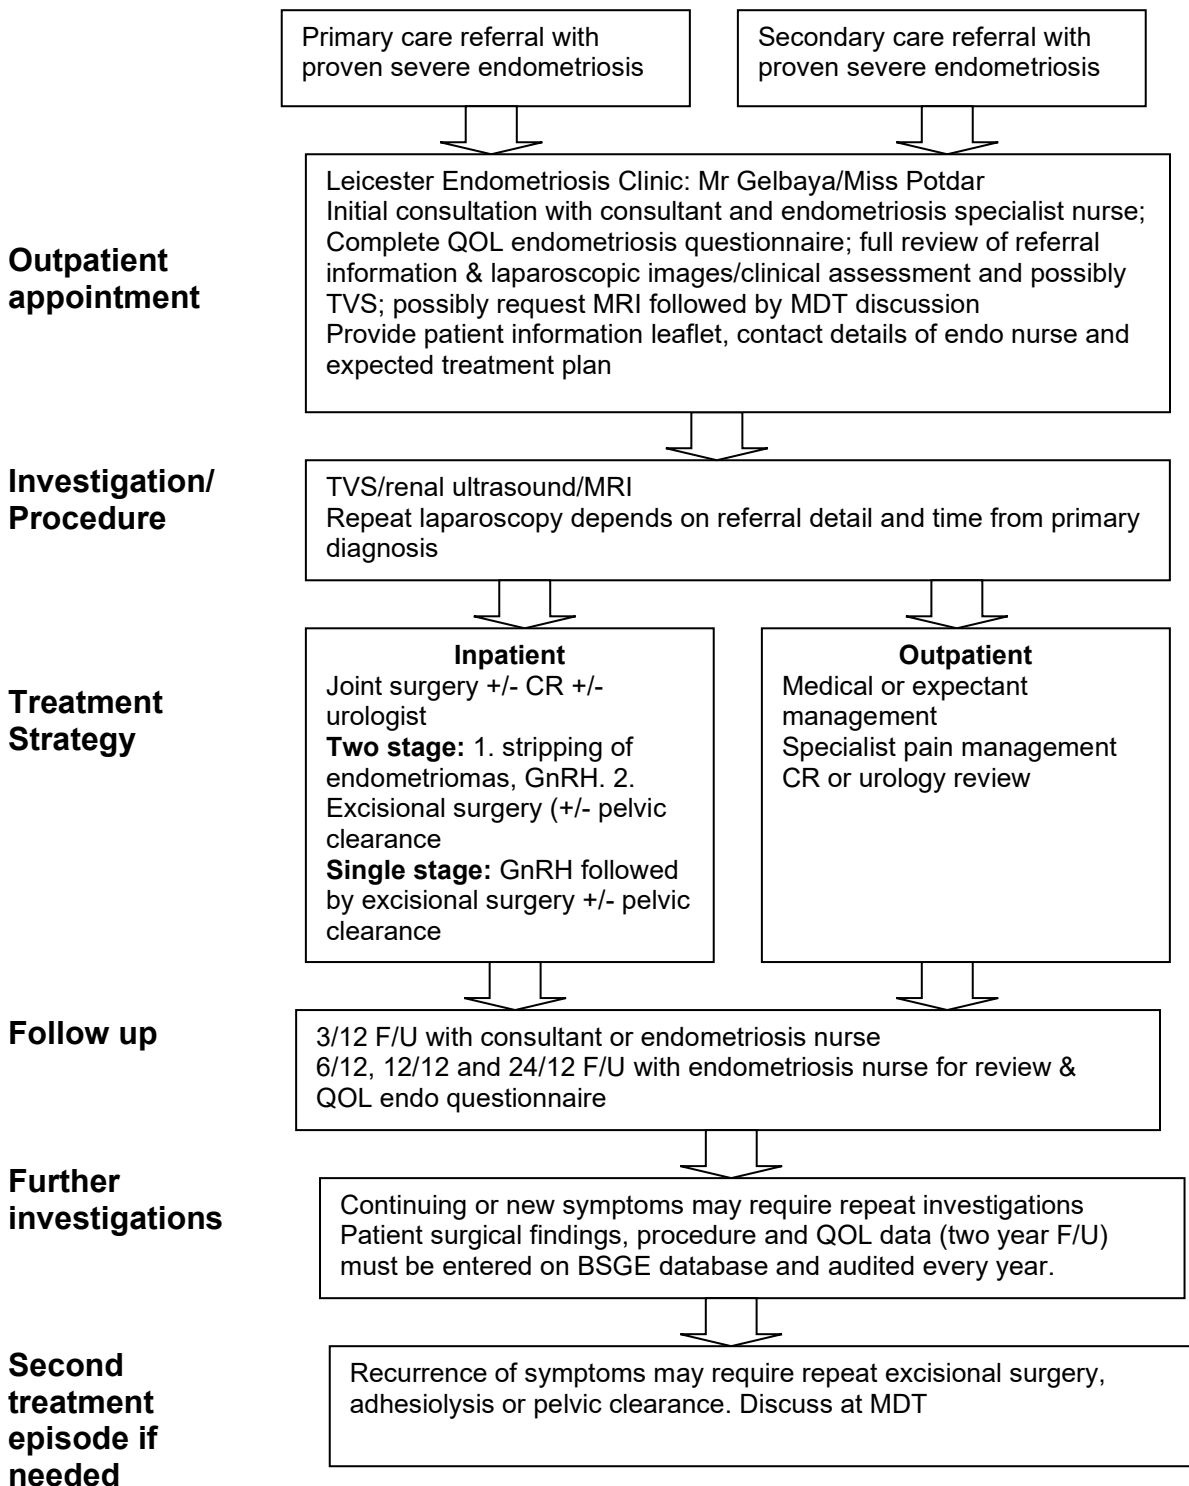 Primary care referral with
proven severe endometriosis
Secondary care referral with
proven severe endometriosis
Outpatient
appointment
Leicester Endometriosis Clinic: Mr Gelbaya/Miss Potdar
Initial consultation with consultant and endometriosis specialist nurse;
Complete QOL endometriosis questionnaire; full review of referral
information & laparoscopic images/clinical assessment and possibly
TVS; possibly request MRI followed by MDT discussion
Provide patient information leaflet, contact details of endo nurse and
expected treatment plan
Investigation/
Procedure
TVS/renal ultrasound/MRI
Repeat laparoscopy depends on referral detail and time from primary
diagnosis
Treatment
Strategy
Inpatient
Joint surgery +/- CR +/-
urologist
Two stage: 1. stripping of
endometriomas, GnRH. 2.
Excisional surgery (+/- pelvic
clearance
Single stage: GnRH followed
by excisional surgery +/- pelvic
clearance
Outpatient
Medical or expectant
management
Specialist pain management
CR or urology review
Follow up
3/12 F/U with consultant or endometriosis nurse
6/12, 12/12 and 24/12 F/U with endometriosis nurse for review &
QOL endo questionnaire
Further
investigations
Continuing or new symptoms may require repeat investigations
Patient surgical findings, procedure and QOL data (two year F/U)
must be entered on BSGE database and audited every year.
Second
treatment
episode if
needed
Recurrence of symptoms may require repeat excisional surgery,
adhesiolysis or pelvic clearance. Discuss at MDT